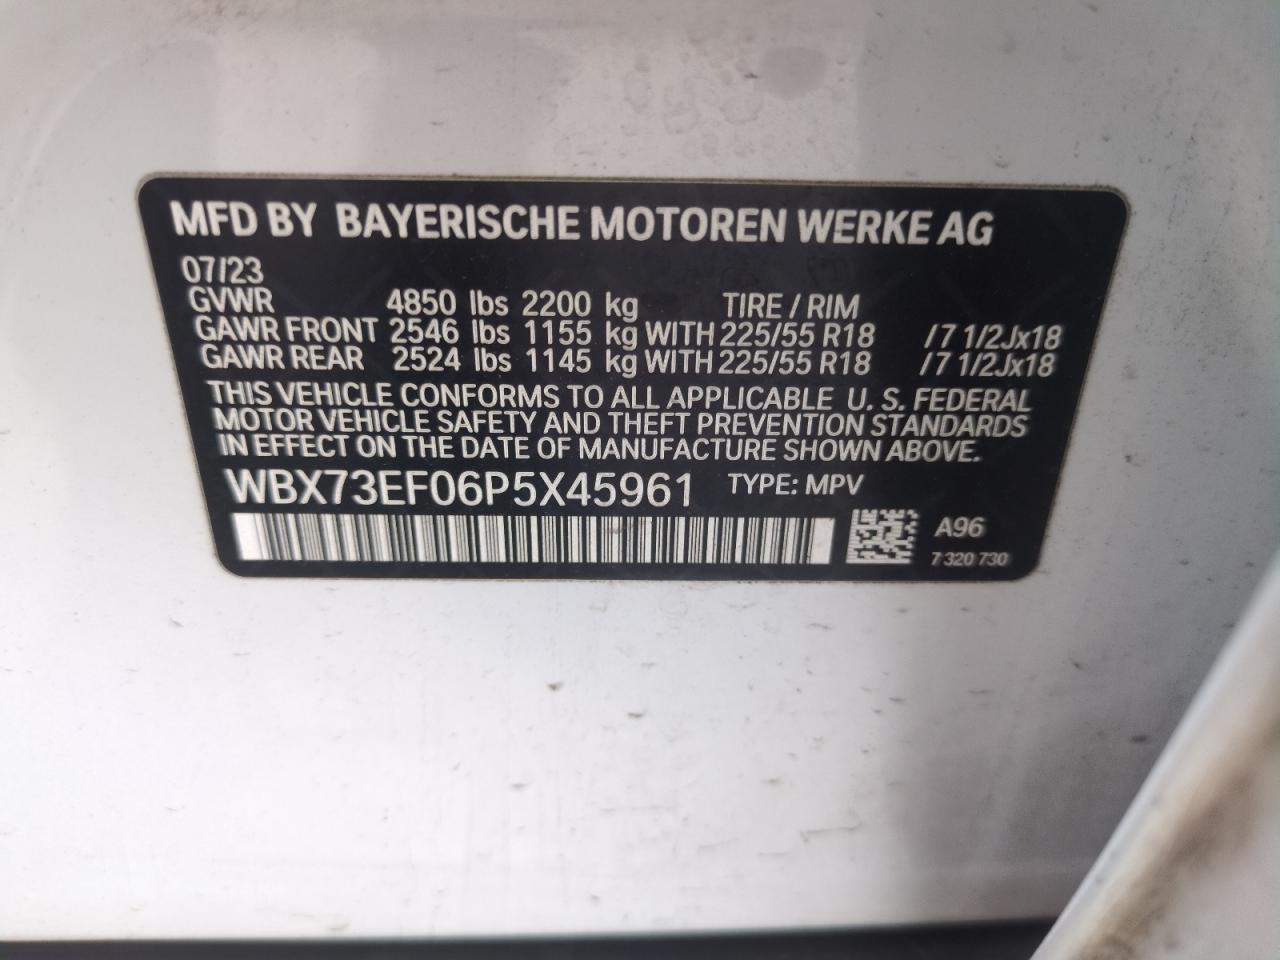 MFD BY BAYERISCHE MOTOREN WERKE AG
07/23
GVWR 4850 lbs 2200 kg TIRE / RIM
GAWR FRONT 2546 lbs 1155 kg WITH 225/55 R18 /7 1/2Jx18
GAWR REAR 2524 lbs 1145 kg WITH 225/55 R18 /7 1/2Jx18
THIS VEHICLE CONFORMS TO ALL APPLICABLE U. S. FEDERAL
MOTOR VEHICLE SAFETY AND THEFT PREVENTION STANDARDS
IN EFFECT ON THE DATE OF MANUFACTURE SHOWN ABOVE.
WBX73EF06P5X45961 TYPE: MPV
A96
7 320 730